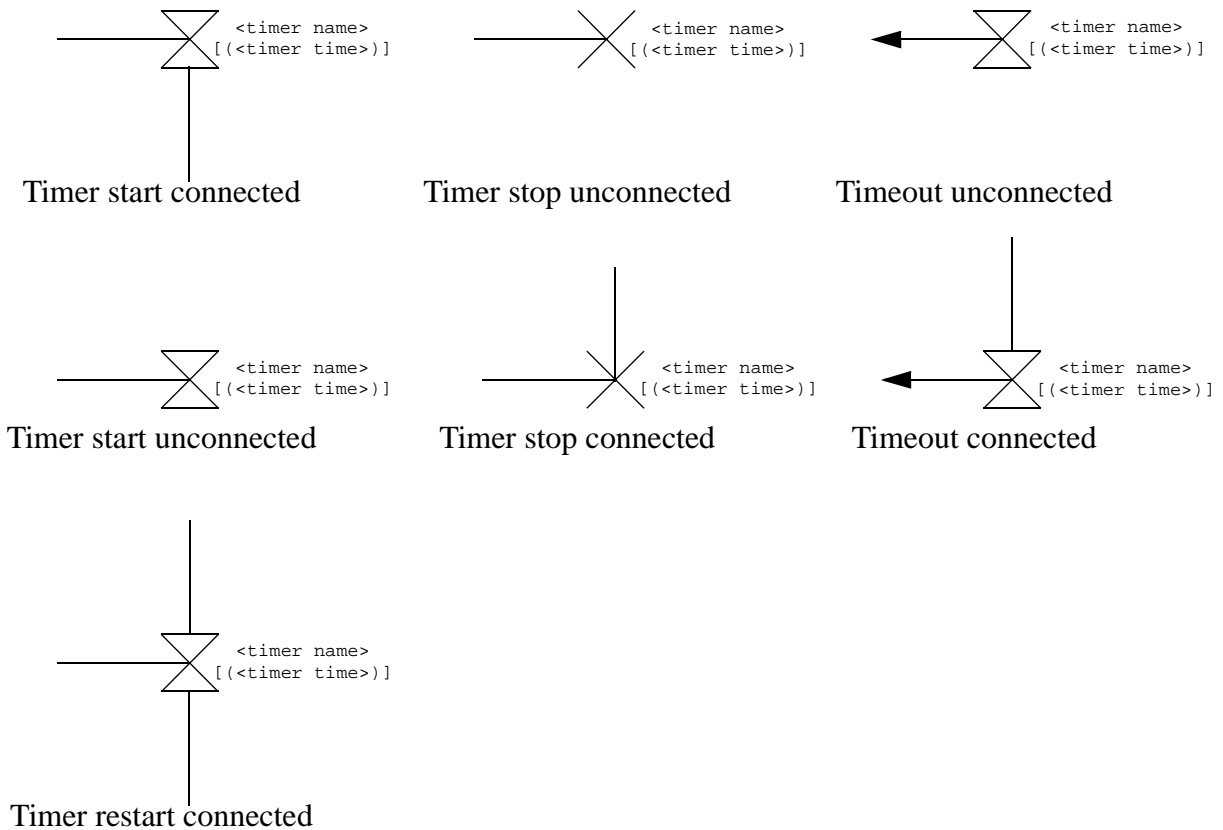 <timer name>
[(<timer time>)]
<timer name>
[(<timer time>)]
<timer name>
[(<timer time>)]
Timer start connected
Timer stop unconnected
Timeout unconnected
<timer name>
[(<timer time>)]
<timer name>
[(<timer time>)]
<timer name>
[(<timer time>)]
Timer start unconnected
Timer stop connected
Timeout connected
<timer name>
[(<timer time>)]
Timer restart connected